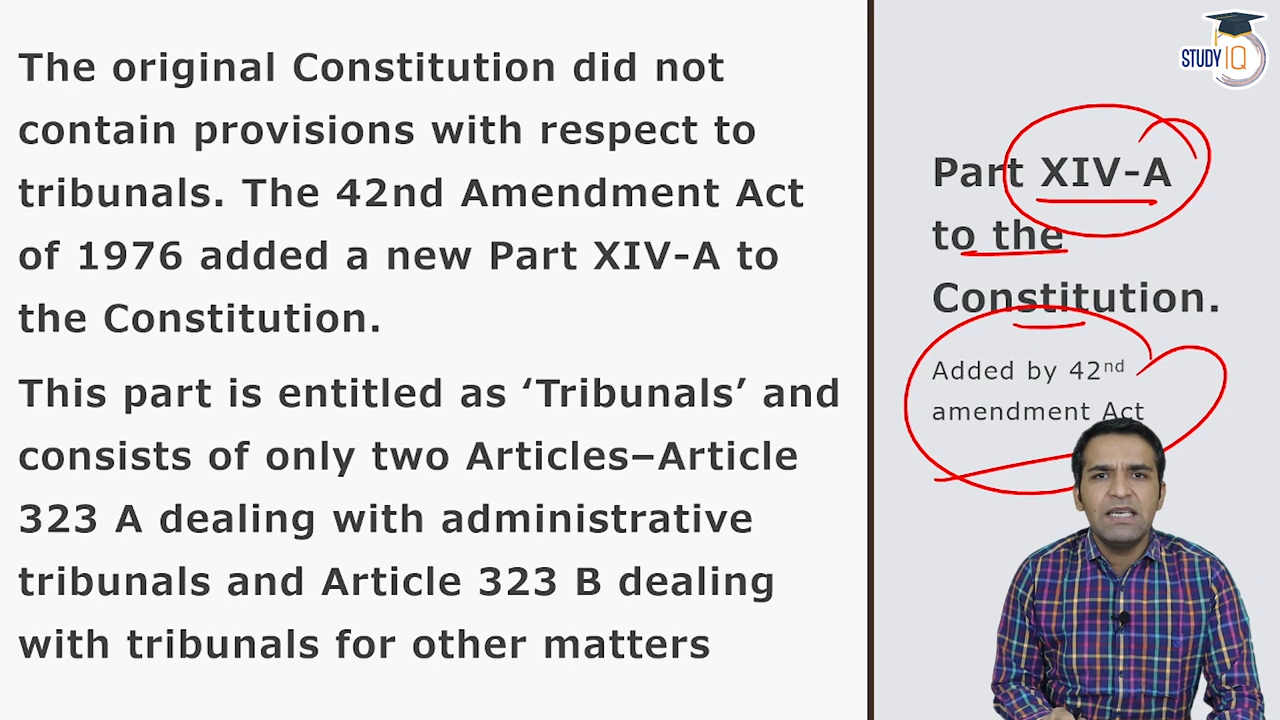 The original Constitution did not
contain provisions with respect to
tribunals. The 42nd Amendment Act
of 1976 added a new Part XIV-A to
the Constitution.
This part is entitled as ‘Tribunals’ and
consists of only two Articles–Article
323 A dealing with administrative
tribunals and Article 323 B dealing
with tribunals for other matters
STUDY IQ
Part XIV-A
to the
Constitution.
Added by 42nd
amendment Act